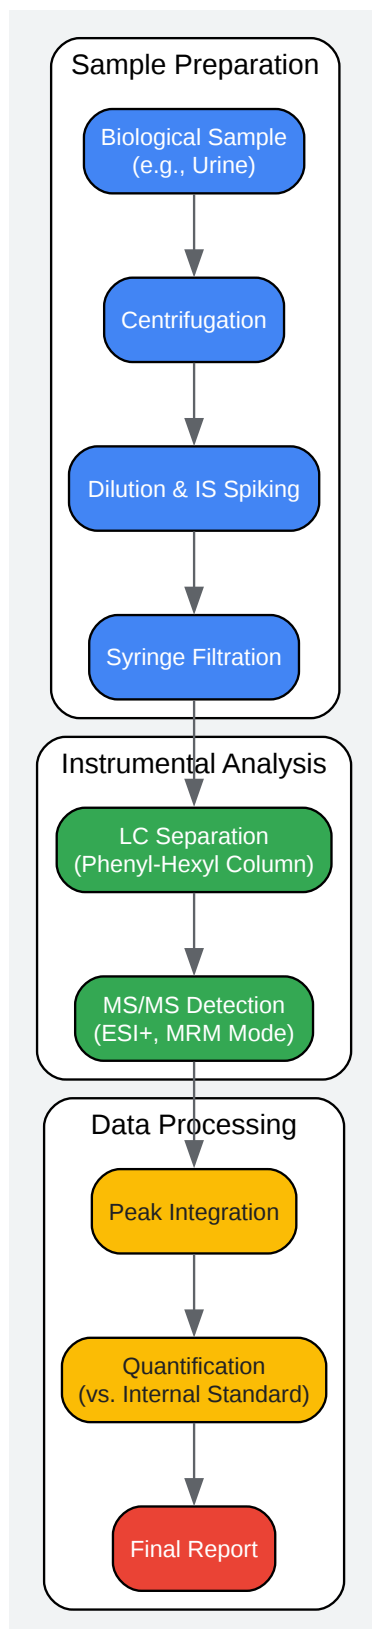 Sample Preparation
Biological Sample
(e.g., Urine)
Centrifugation
Dilution & IS Spiking
Syringe Filtration
Instrumental Analysis
LC Separation
(Phenyl-Hexyl Column)
MS/MS Detection
(ESI+, MRM Mode)
Data Processing
Peak Integration
Quantification
(vs. Internal Standard)
Final Report